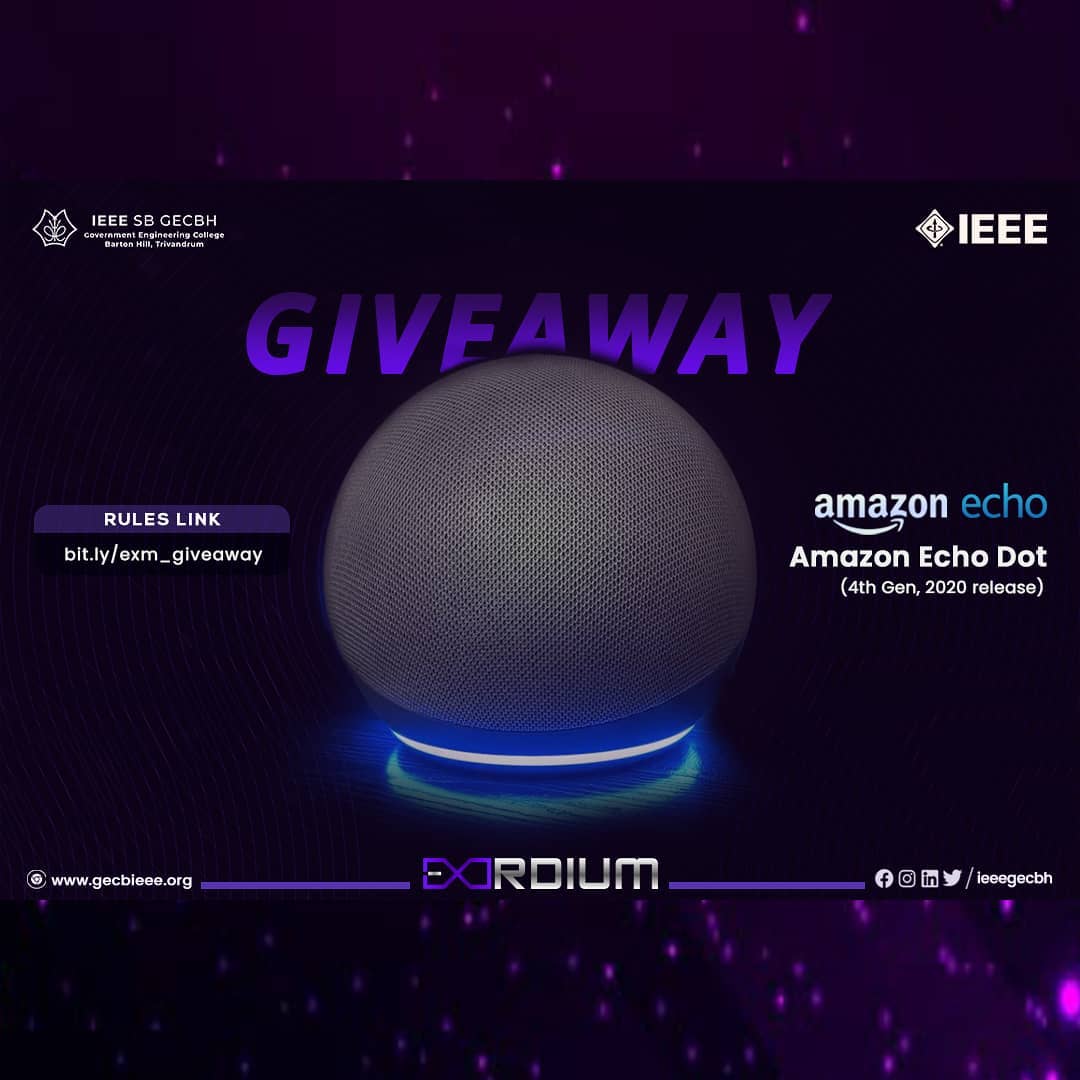 IEEE SB GECBH
Government Engineering College
Barton Hill, Trivandrum
IEEE
GIVEAWAY
RULES LINK
bit.ly/exm_giveaway
amazon echo
Amazon Echo Dot
(4th Gen, 2020 release)
www.gecbieee.org
EXORDIUM
/ieeegecbh